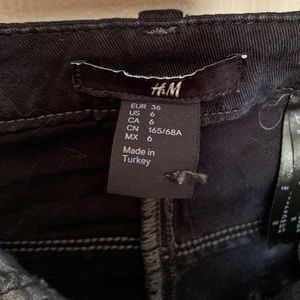 H&M
EUR 36
US 6
CA 6
CN 165/68A
MX 6
Made in
Turkey